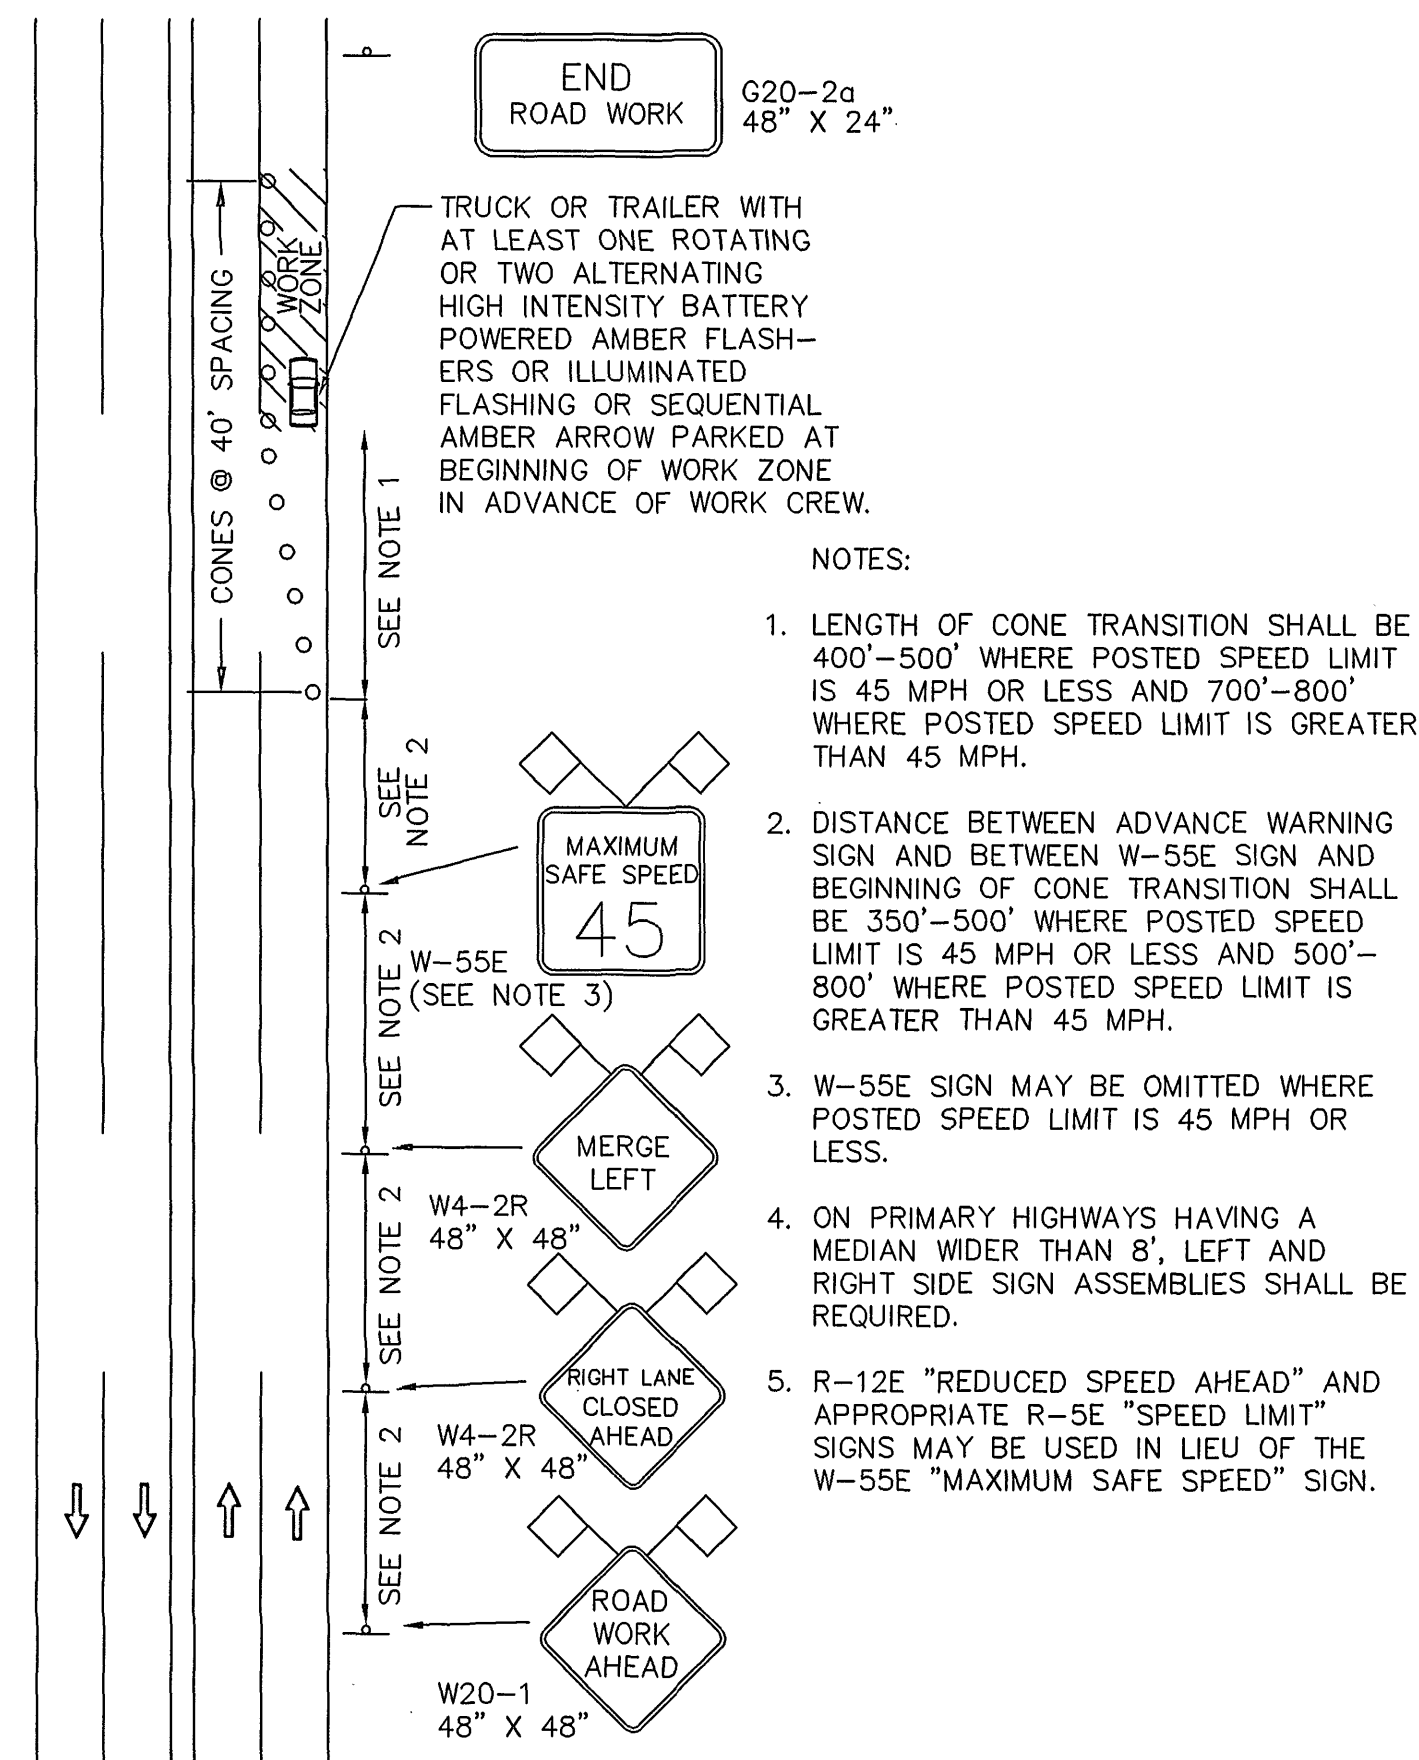 END
ROAD WORK
G20-2a
48" X 24"
TRUCK OR TRAILER WITH
AT LEAST ONE ROTATING
OR TWO ALTERNATING
HIGH INTENSITY BATTERY
POWERED AMBER FLASH-
ERS OR ILLUMINATED
FLASHING OR SEQUENTIAL
AMBER ARROW PARKED AT
BEGINNING OF WORK ZONE
IN ADVANCE OF WORK CREW.
WORK
ZONE
CONES @ 40' SPACING
SEE NOTE 1
SEE
NOTE 2
MAXIMUM
SAFE SPEED
45
W-55E
(SEE NOTE 3)
SEE NOTE 2
MERGE
LEFT
W4-2R
48" X 48"
SEE NOTE 2
RIGHT LANE
CLOSED
AHEAD
W4-2R
48" X 48"
SEE NOTE 2
ROAD
WORK
AHEAD
W20-1
48" X 48"
NOTES:
1. LENGTH OF CONE TRANSITION SHALL BE
400'-500' WHERE POSTED SPEED LIMIT
IS 45 MPH OR LESS AND 700'-800'
WHERE POSTED SPEED LIMIT IS GREATER
THAN 45 MPH.
2. DISTANCE BETWEEN ADVANCE WARNING
SIGN AND BETWEEN W-55E SIGN AND
BEGINNING OF CONE TRANSITION SHALL
BE 350'-500' WHERE POSTED SPEED
LIMIT IS 45 MPH OR LESS AND 500'-
800' WHERE POSTED SPEED LIMIT IS
GREATER THAN 45 MPH.
3. W-55E SIGN MAY BE OMITTED WHERE
POSTED SPEED LIMIT IS 45 MPH OR
LESS.
4. ON PRIMARY HIGHWAYS HAVING A
MEDIAN WIDER THAN 8', LEFT AND
RIGHT SIDE SIGN ASSEMBLIES SHALL BE
REQUIRED.
5. R-12E "REDUCED SPEED AHEAD" AND
APPROPRIATE R-5E "SPEED LIMIT"
SIGNS MAY BE USED IN LIEU OF THE
W-55E "MAXIMUM SAFE SPEED" SIGN.